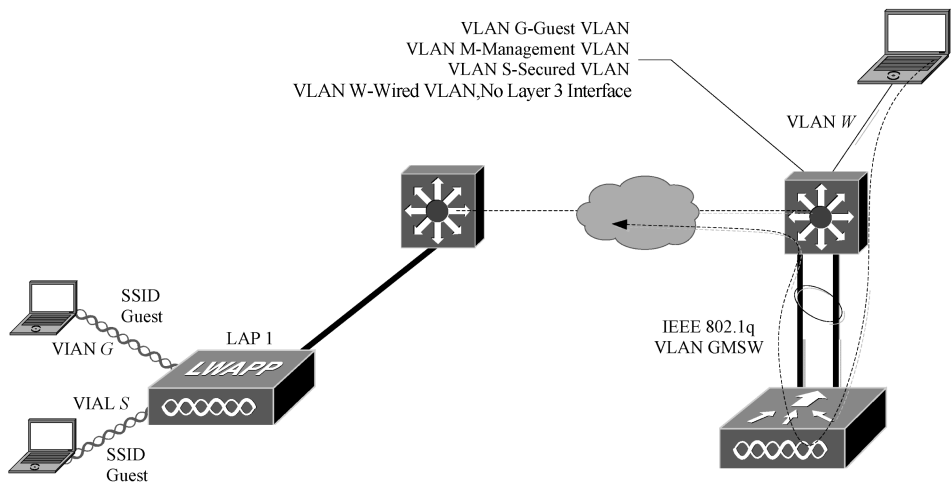 VLAN G-Guest VLAN
VLAN M-Management VLAN
VLAN S-Secured VLAN
VLAN W-Wired VLAN,No Layer 3 Interface
VLAN W
SSID
Guest
VIAN G
LAP 1
LWAPP
IEEE 802.1q
VLAN GMSW
VIAL S
SSID
Guest